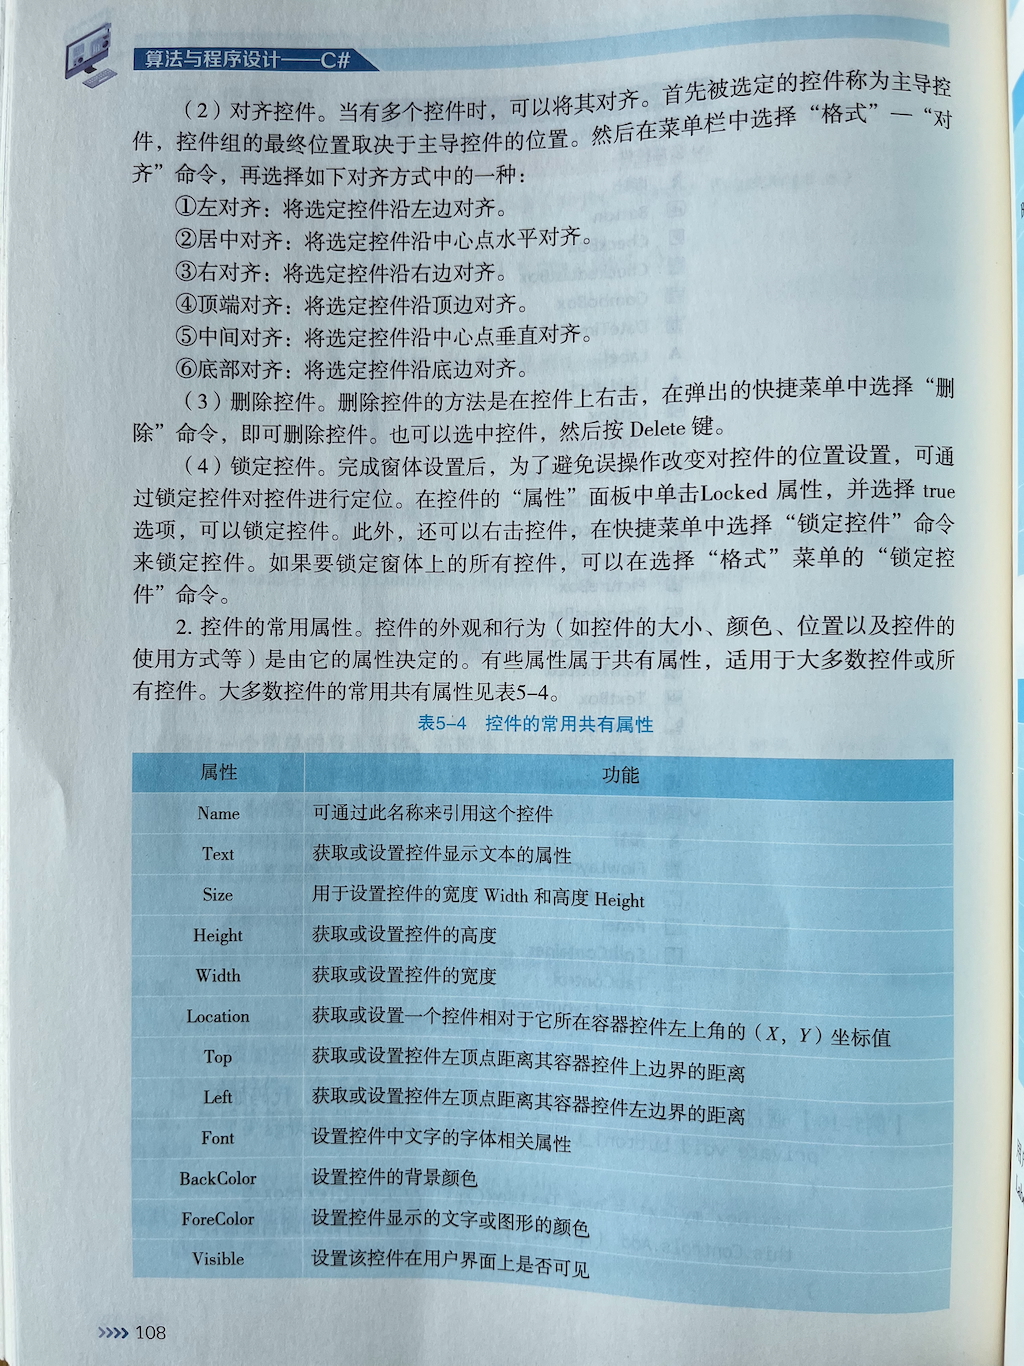 算法与程序设计——C#
（2）对齐控件。当有多个控件时，可以将其对齐。首先被选定的控件称为主导控
件，控件组的最终位置取决于主导控件的位置。然后在菜单栏中选择“格式”—“对
齐”命令，再选择如下对齐方式中的一种：
①左对齐：将选定控件沿左边对齐。
②居中对齐：将选定控件沿中心点水平对齐。
③右对齐：将选定控件沿右边对齐。
④顶端对齐：将选定控件沿顶边对齐。
⑤中间对齐：将选定控件沿中心点垂直对齐。
⑥底部对齐：将选定控件沿底边对齐。
（3）删除控件。删除控件的方法是在控件上右击，在弹出的快捷菜单中选择“删
除”命令，即可删除控件。也可以选中控件，然后按 Delete 键。
（4）锁定控件。完成窗体设置后，为了避免误操作改变对控件的位置设置，可通
过锁定控件对控件进行定位。在控件的“属性”面板中单击Locked 属性，并选择 true
选项，可以锁定控件。此外，还可以右击控件，在快捷菜单中选择“锁定控件”命令
来锁定控件。如果要锁定窗体上的所有控件，可以在选择“格式”菜单的“锁定控
件”命令。
2. 控件的常用属性。控件的外观和行为（如控件的大小、颜色、位置以及控件的
使用方式等）是由它的属性决定的。有些属性属于共有属性，适用于大多数控件或所
有控件。大多数控件的常用共有属性见表5-4。
表5-4 控件的常用共有属性
属性 功能
Name 可通过此名称来引用这个控件
Text 获取或设置控件显示文本的属性
Size 用于设置控件的宽度 Width 和高度 Height
Height 获取或设置控件的高度
Width 获取或设置控件的宽度
Location 获取或设置一个控件相对于它所在容器控件左上角的（X，Y）坐标值
Top 获取或设置控件左顶点距离其容器控件上边界的距离
Left 获取或设置控件左顶点距离其容器控件左边界的距离
Font 设置控件中文字的字体相关属性
BackColor 设置控件的背景颜色
ForeColor 设置控件显示的文字或图形的颜色
Visible 设置该控件在用户界面上是否可见
108